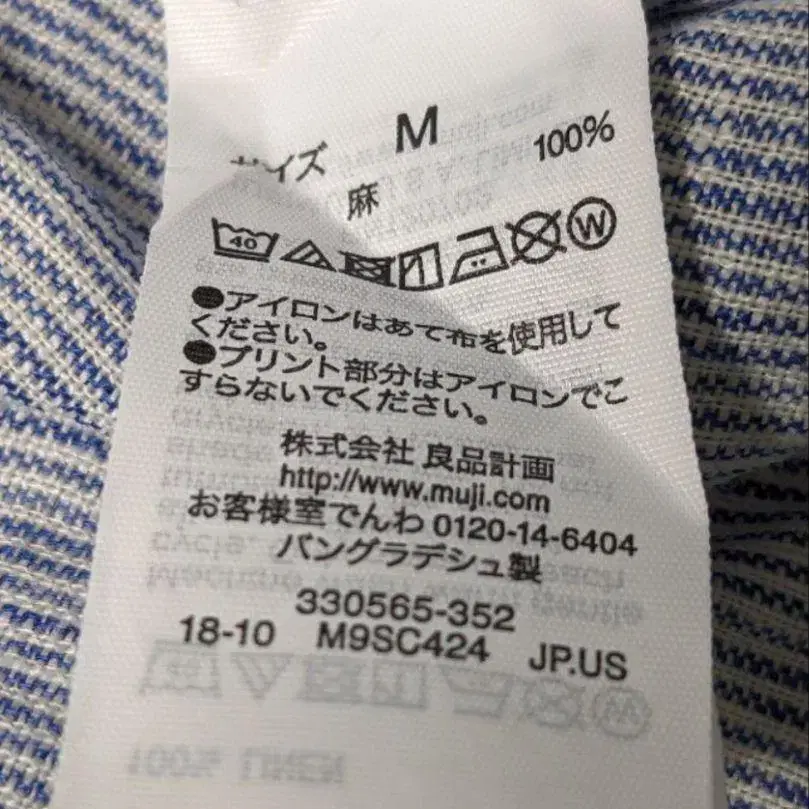 サイズ M
麻 100%
40 W
●アイロンはあて布を使用して
ください。
●プリント部分はアイロンでこ
すらないでください。
株式会社 良品計画
http://www.muji.com
お客様室でんわ 0120-14-6404
バングラデシュ製
330565-352
18-10 M9SC424 JP.US
100% LINEN